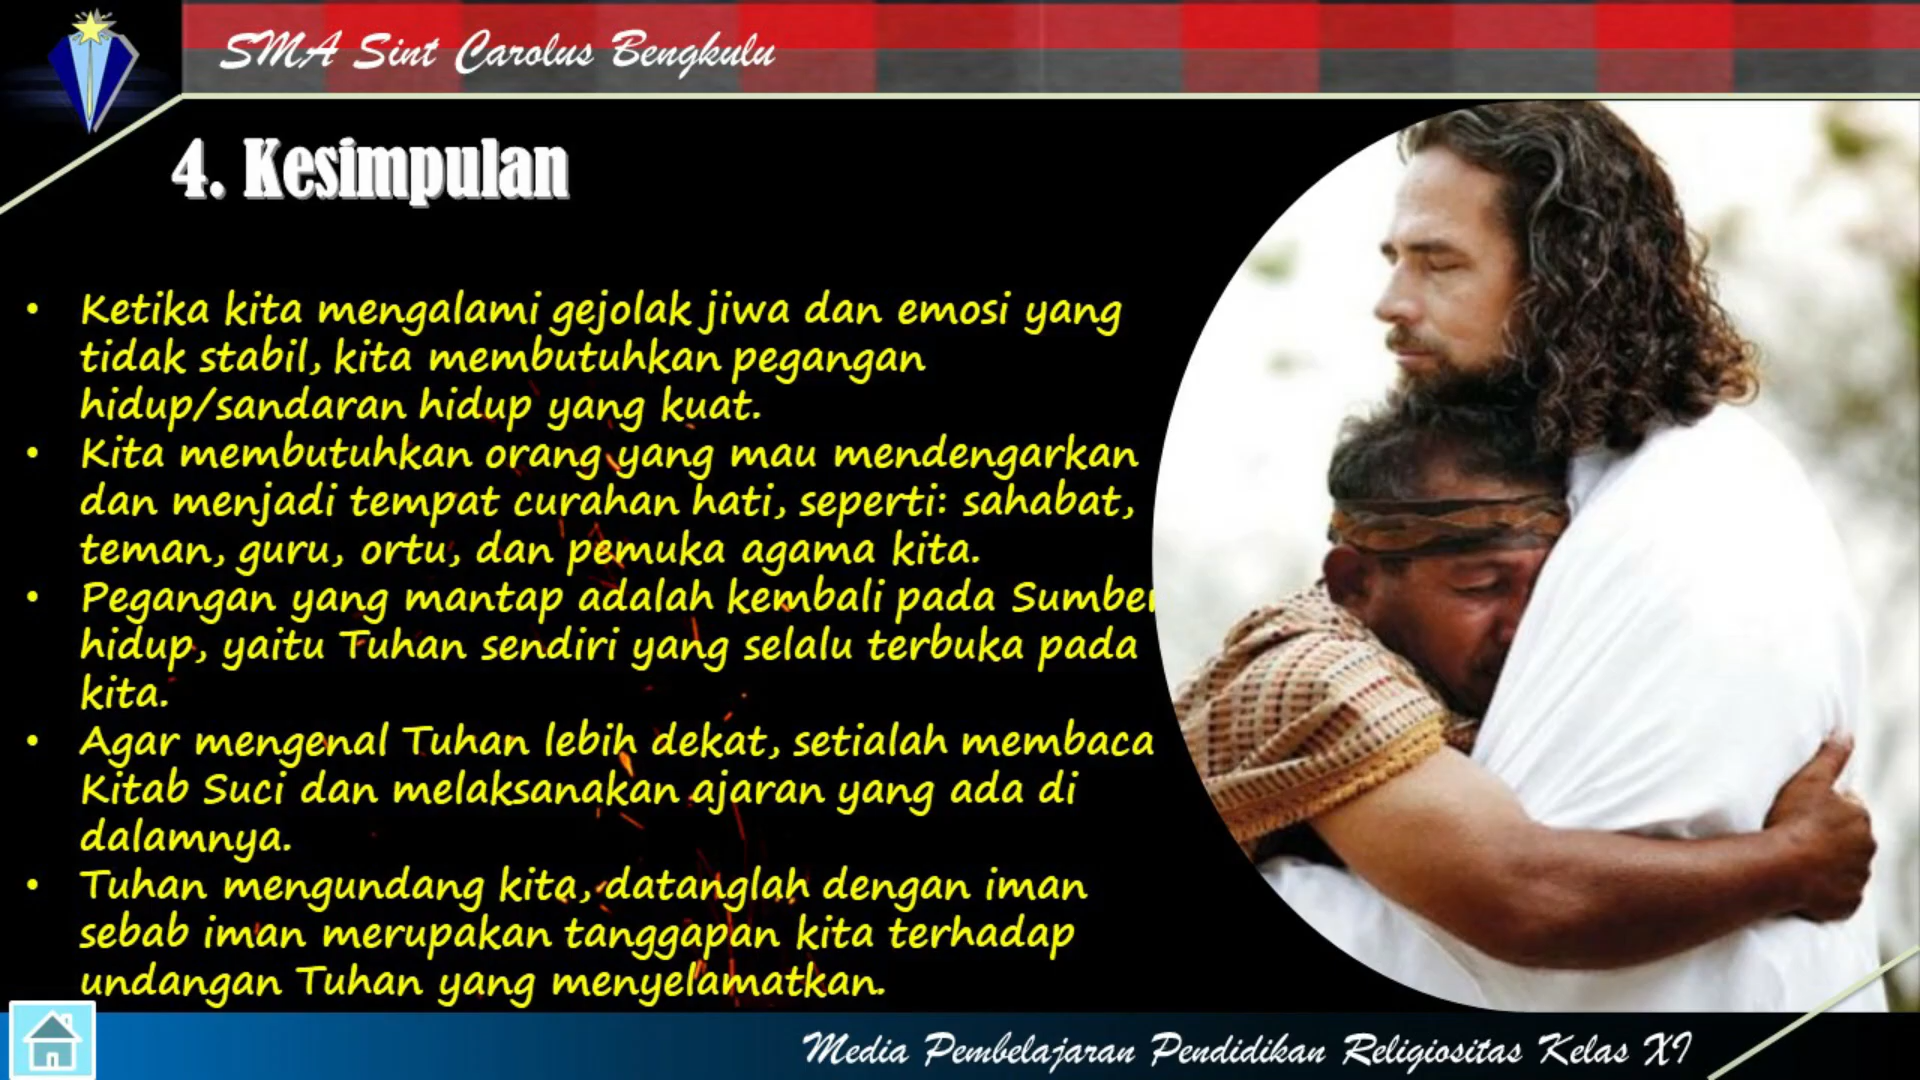 SMA Sint Carolus Bengkulu
4. Kesimpulan
• Ketika kita mengalami gejolak jiwa dan emosi yang
tidak stabil, kita membutuhkan pegangan
hidup/sandaran hidup yang kuat.
• Kita membutuhkan orang yang mau mendengarkan
dan menjadi tempat curahan hati, seperti: sahabat,
teman, guru, ortu, dan pemuka agama kita.
• Pegangan yang mantap adalah kembali pada Sumber
hidup, yaitu Tuhan sendiri yang selalu terbuka pada
kita.
• Agar mengenal Tuhan lebih dekat, setialah membaca
Kitab Suci dan melaksanakan ajaran yang ada di
dalamnya.
• Tuhan mengundang kita, datanglah dengan iman
sebab iman merupakan tanggapan kita terhadap
undangan Tuhan yang menyelamatkan.
Media Pembelajaran Pendidikan Religiositas Kelas XI